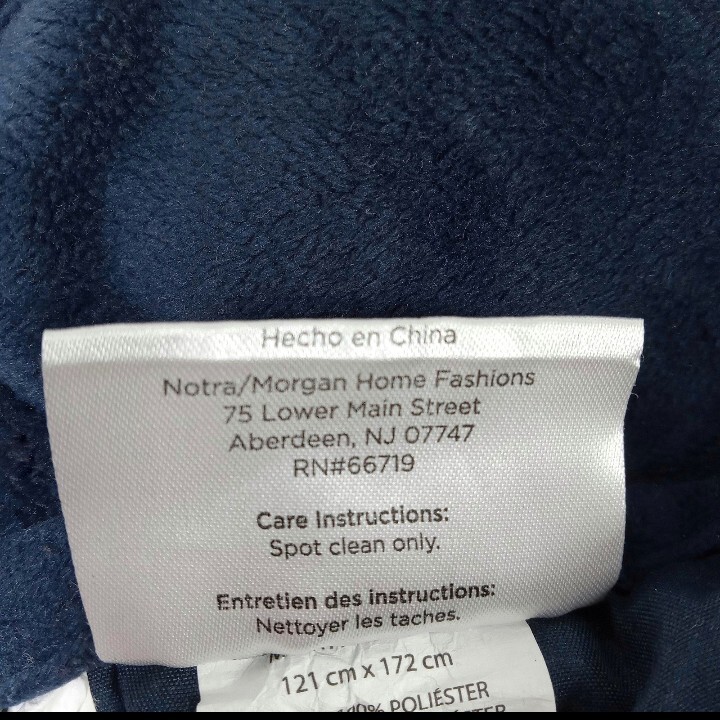 Hecho en China
Notra/Morgan Home Fashions
75 Lower Main Street
Aberdeen, NJ 07747
RN#66719
Care Instructions:
Spot clean only.
Entretien des instructions:
Nettoyer les taches.
121 cm x 172 cm
POLIÉSTER